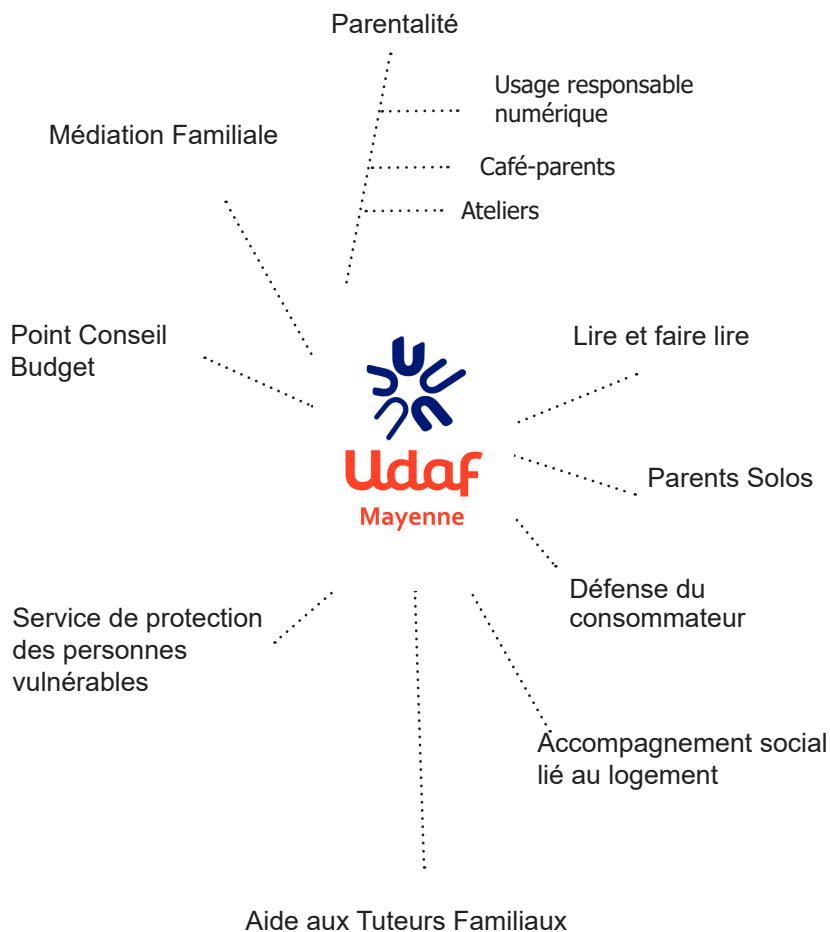 Parentalité
Usage responsable
numérique
Médiation Familiale
Café-parents
Ateliers
Point Conseil
Budget
Lire et faire lire
Udaf
Mayenne
Parents Solos
Défense du
consommateur
Service de protection
des personnes
vulnérables
Accompagnement social
lié au logement
Aide aux Tuteurs Familiaux